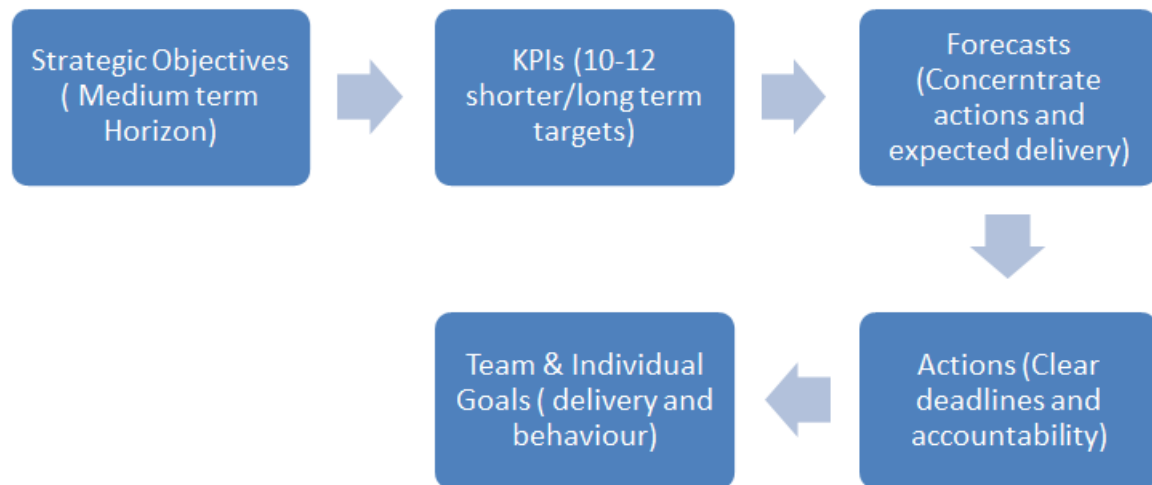 Strategic Objectives
( Medium term
Horizon)
KPIs (10-12
shorter/long term
targets)
Forecasts
(Concerntrate
actions and
expected delivery)
Actions (Clear
deadlines and
accountability)
Team & Individual
Goals ( delivery and
behaviour)